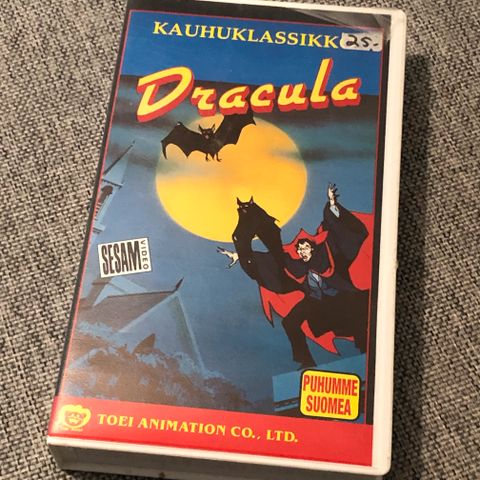 KAUHUKLASSIKK
25.-
Dracula
SESAM
VIDEO
PUHUMME
SUOMEA
TOEI ANIMATION CO., LTD.